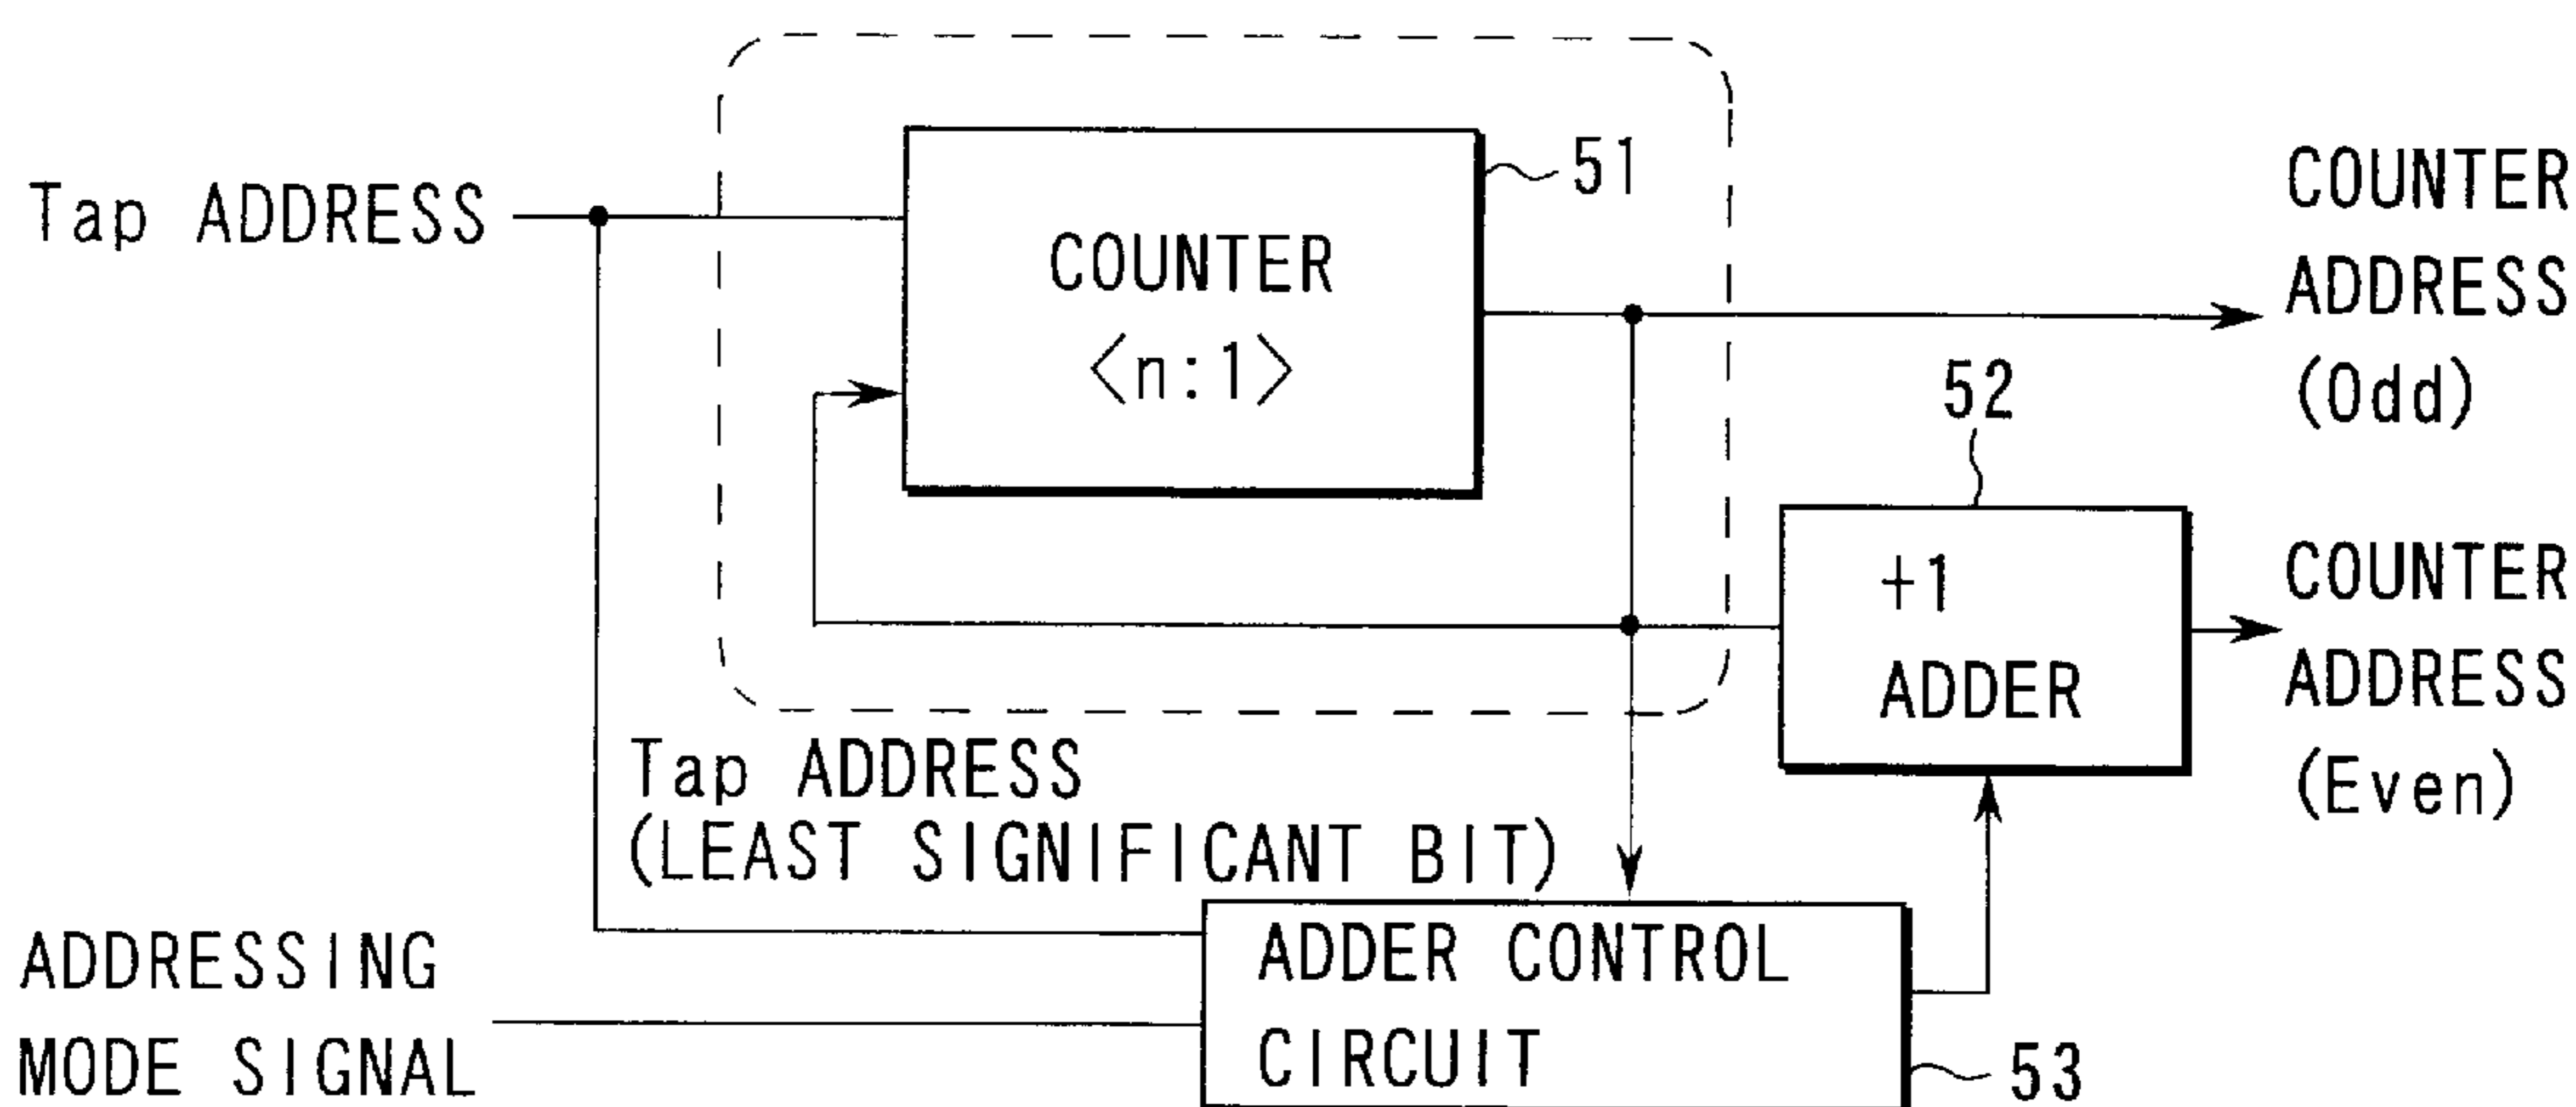 Tap ADDRESS
COUNTER
<n:1>
51
COUNTER
ADDRESS
(Odd)
52
+1
ADDER
COUNTER
ADDRESS
(Even)
Tap ADDRESS
(LEAST SIGNIFICANT BIT)
ADDRESSING
MODE SIGNAL
ADDER CONTROL
CIRCUIT
53